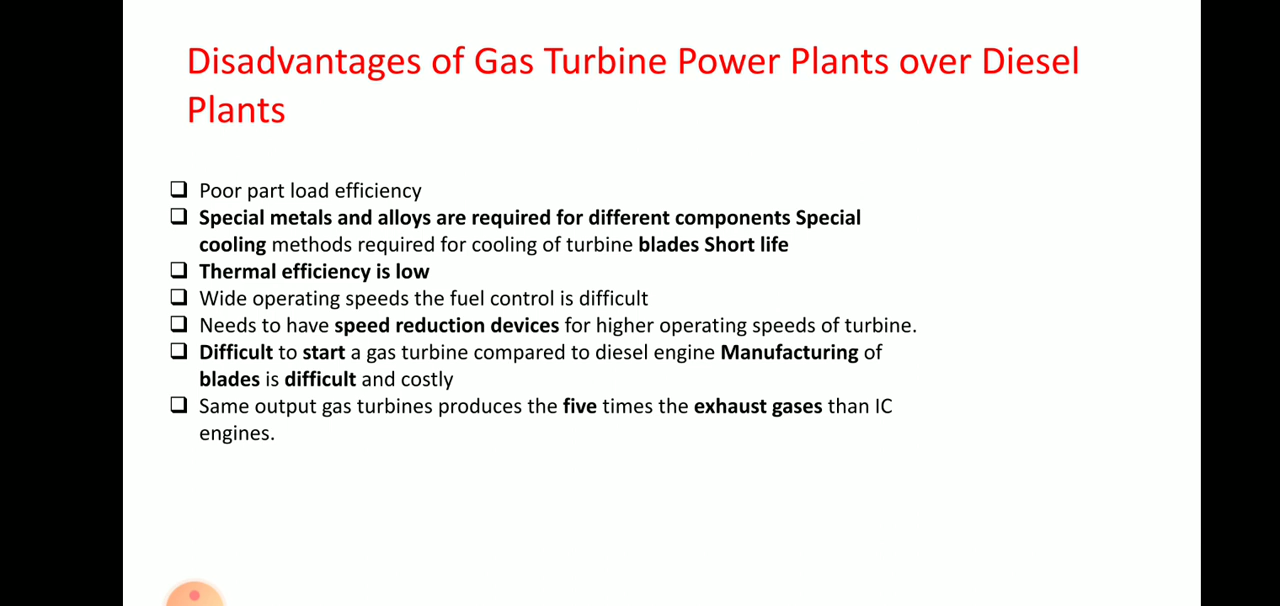 Disadvantages of Gas Turbine Power Plants over Diesel
Plants
❑ Poor part load efficiency
❑ Special metals and alloys are required for different components Special
cooling methods required for cooling of turbine blades Short life
❑ Thermal efficiency is low
❑ Wide operating speeds the fuel control is difficult
❑ Needs to have speed reduction devices for higher operating speeds of turbine.
❑ Difficult to start a gas turbine compared to diesel engine Manufacturing of
blades is difficult and costly
❑ Same output gas turbines produces the five times the exhaust gases than IC
engines.